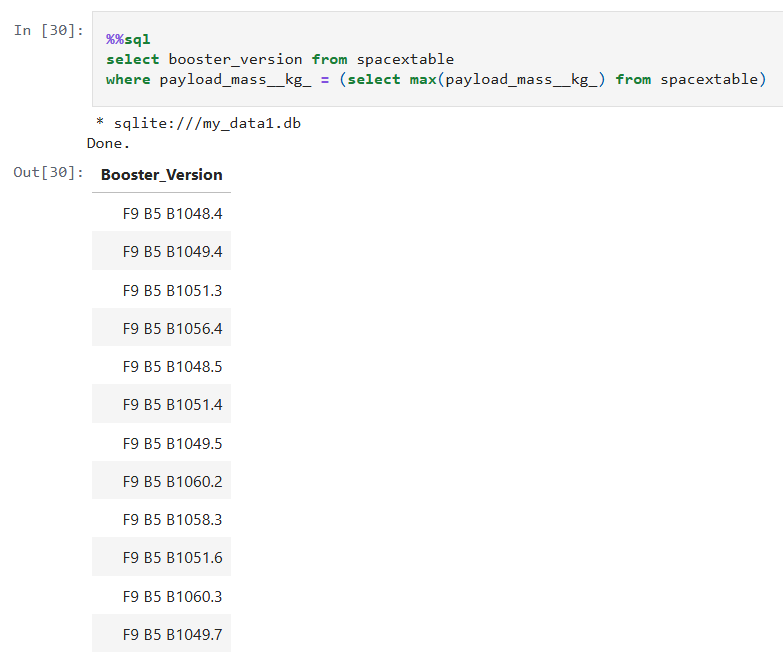 In [30]:
%%sql
select booster_version from spacextable
where payload_mass__kg_ = (select max(payload_mass__kg_) from spacextable)
* sqlite:///my_data1.db
Done.
Out[30]:
Booster_Version
F9 B5 B1048.4
F9 B5 B1049.4
F9 B5 B1051.3
F9 B5 B1056.4
F9 B5 B1048.5
F9 B5 B1051.4
F9 B5 B1049.5
F9 B5 B1060.2
F9 B5 B1058.3
F9 B5 B1051.6
F9 B5 B1060.3
F9 B5 B1049.7